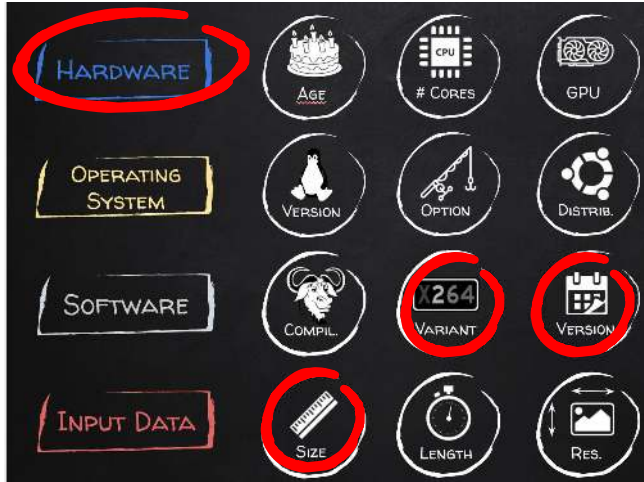 HARDWARE
AGE
CPU
# CORES
GPU
OPERATING
SYSTEM
VERSION
OPTION
DISTRIB.
SOFTWARE
COMPIL.
X264
VARIANT
VERSION
INPUT DATA
SIZE
LENGTH
RES.